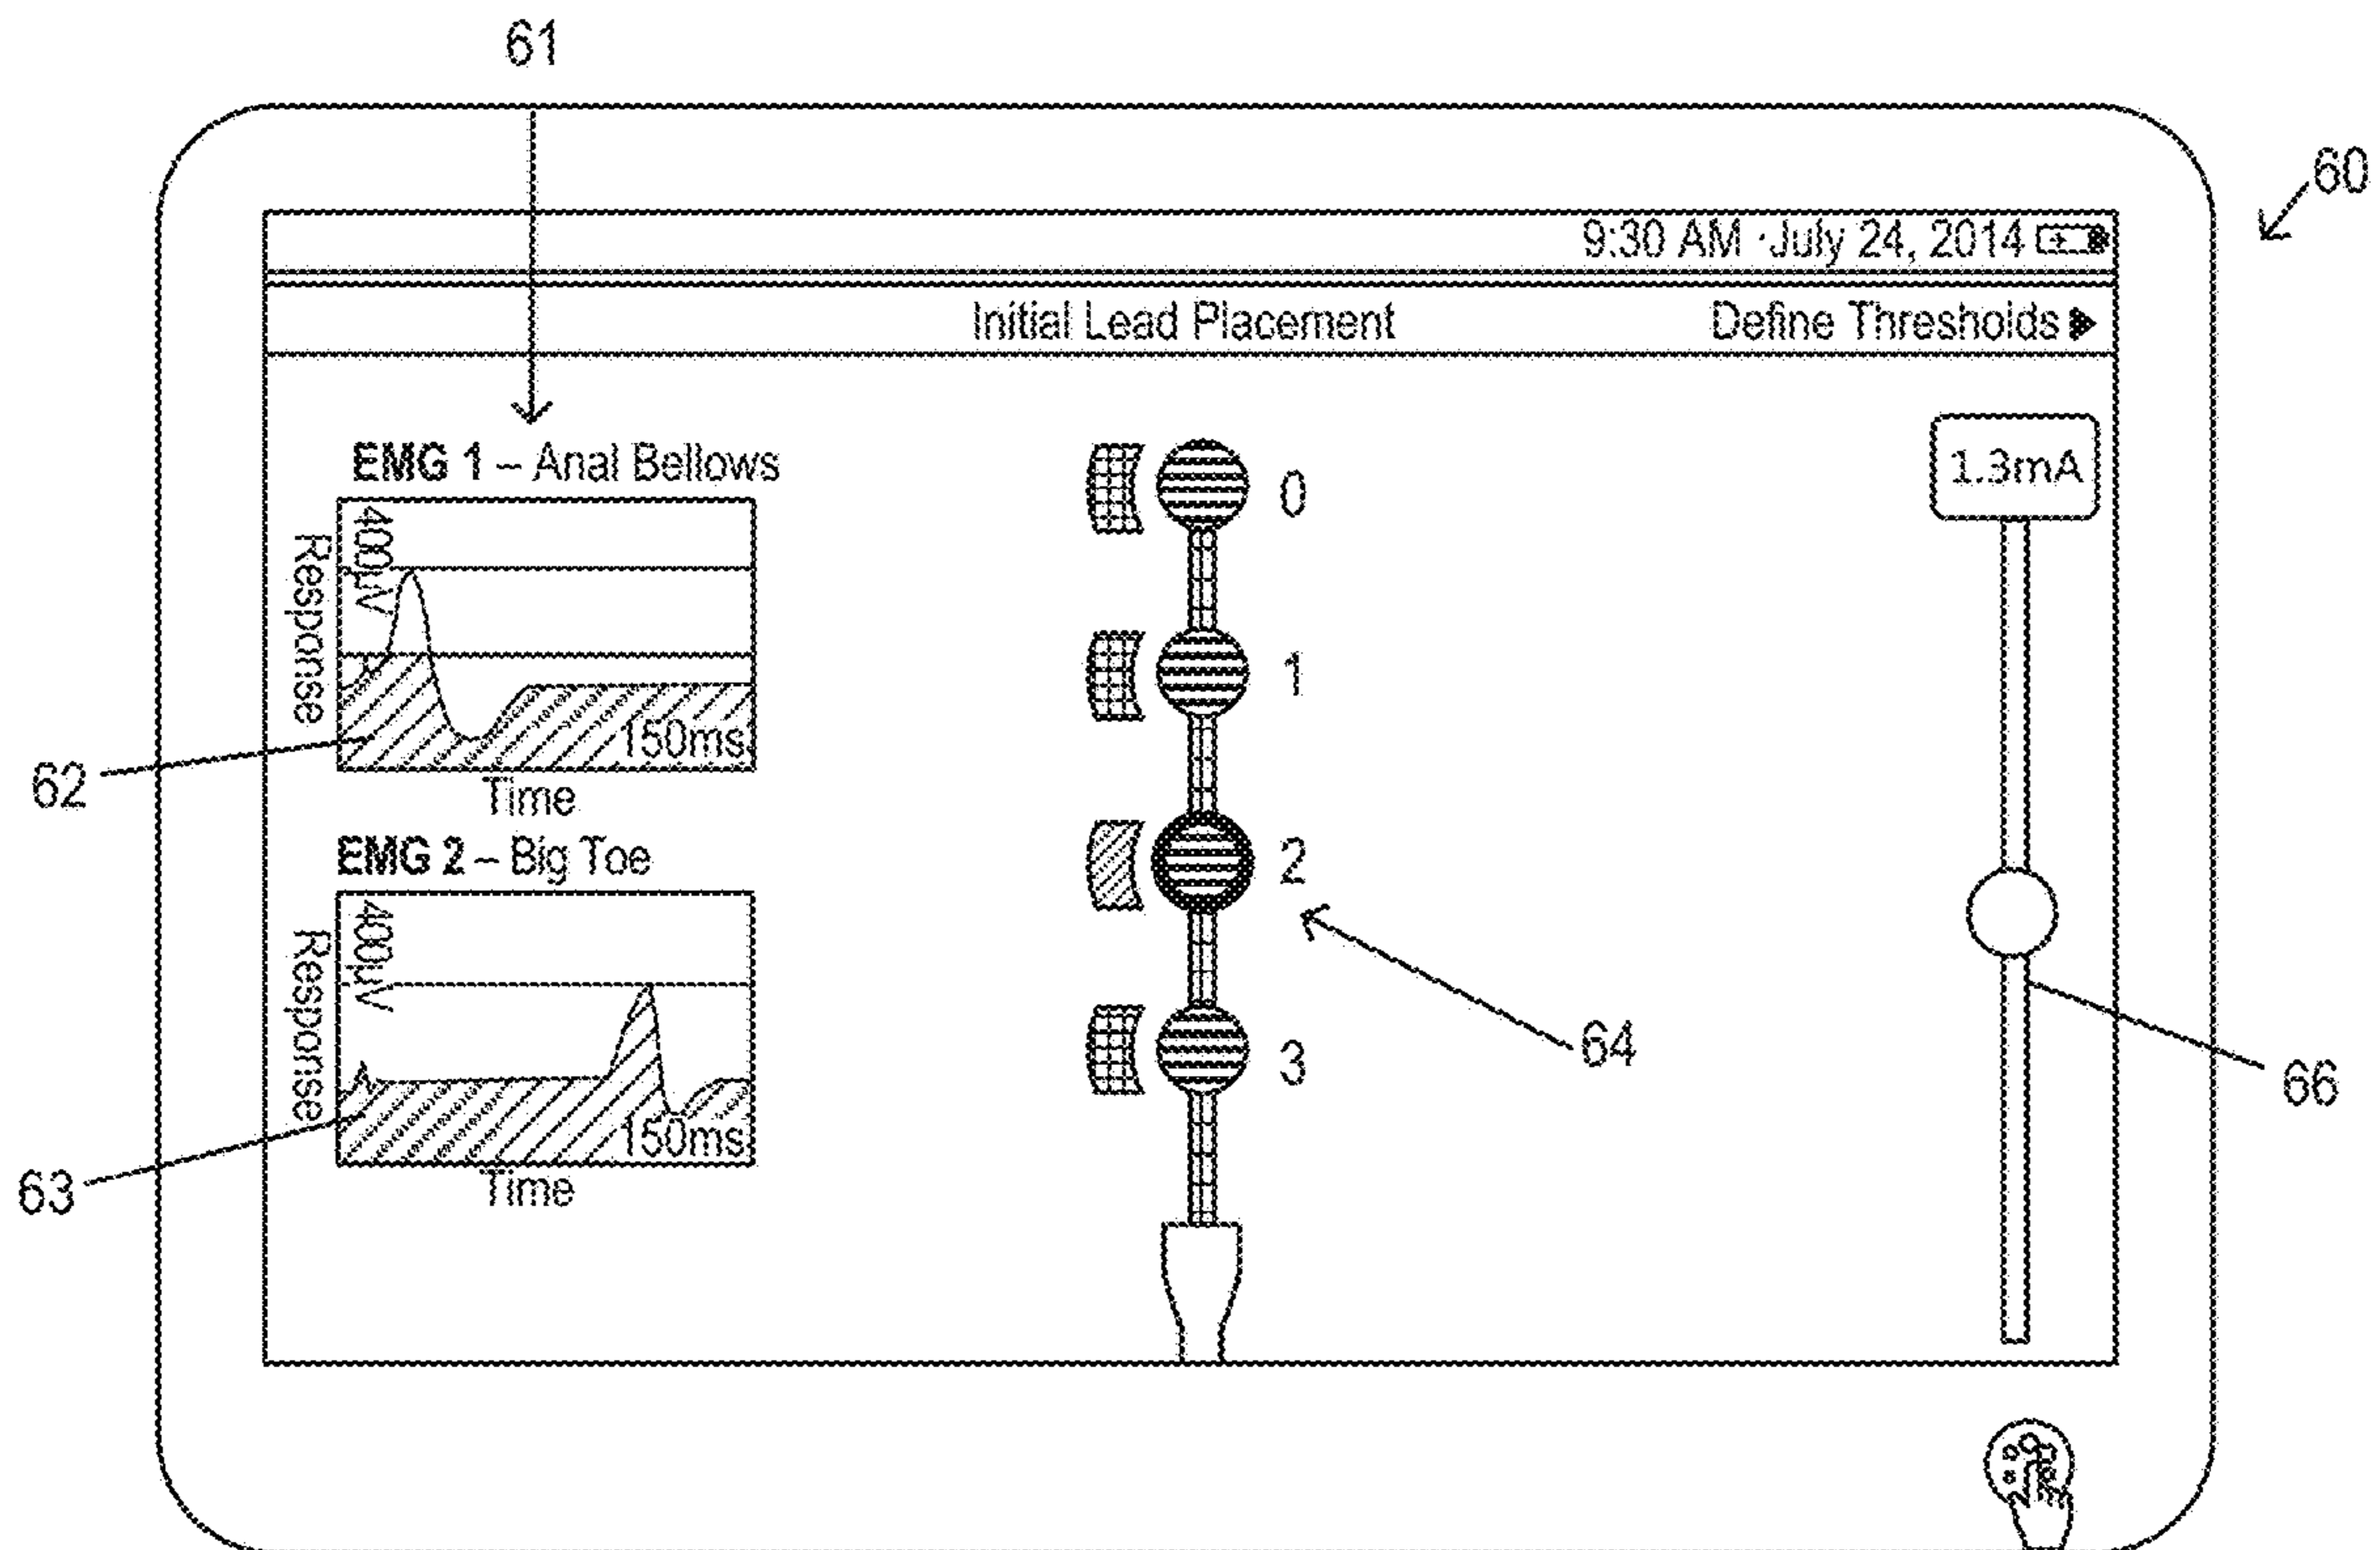 61
60
9:30 AM · July 24, 2014
Initial Lead Placement
Define Thresholds
EMG 1 – Anal Bellows
400µV
Response
150ms
Time
62
EMG 2 – Big Toe
400µV
Response
150ms
Time
63
0
1
2
3
64
1.3mA
66